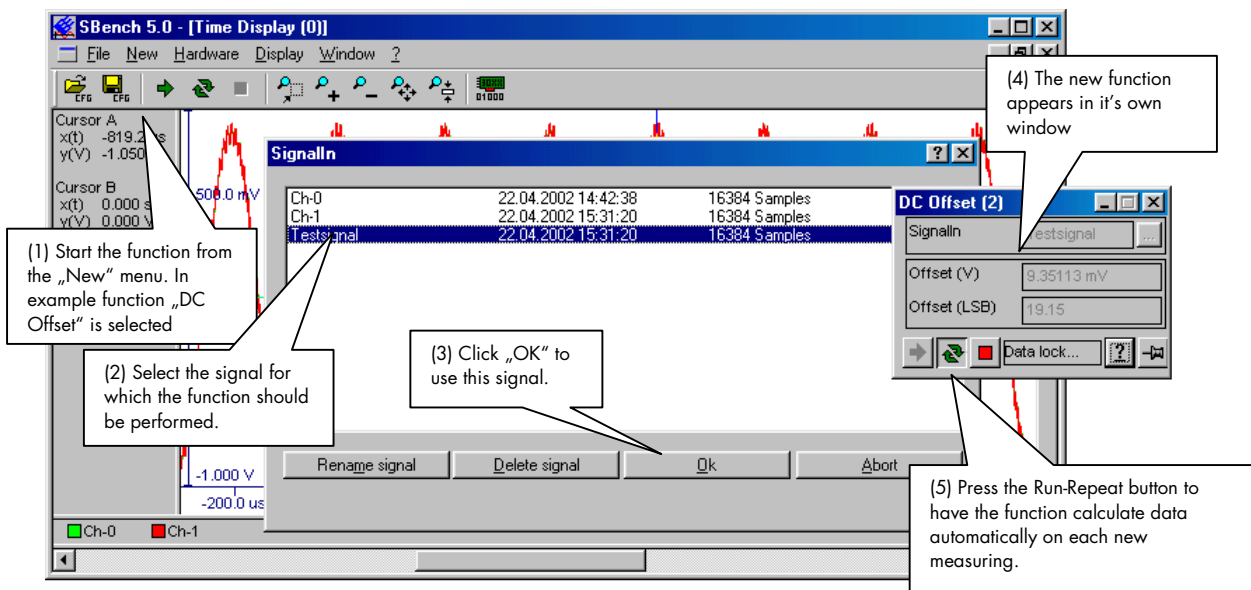 SBench 5.0 - [Time Display (0)]
File New Hardware Display Window ?
CFG CFG 01000
Cursor A
x(t) -819.2
y(V) -1.050
Cursor B
x(t) 0.000 s
y(V) 0.000 V
500.0 mV
-1.000 V
-200.0 us
Ch-0 Ch-1
SignalIn
Ch-0 22.04.2002 14:42:38 16384 Samples
Ch-1 22.04.2002 15:31:20 16384 Samples
Testsignal 22.04.2002 15:31:20 16384 Samples
Rename signal Delete signal Ok Abort
DC Offset (2)
SignalIn Testsignal ...
Offset (V) 9.35113 mV
Offset (LSB) 19.15
Data lock... ?
(1) Start the function from
the „New“ menu. In
example function „DC
Offset“ is selected
(2) Select the signal for
which the function should
be performed.
(3) Click „OK“ to
use this signal.
(4) The new function
appears in it's own
window
(5) Press the Run-Repeat button to
have the function calculate data
automatically on each new
measuring.